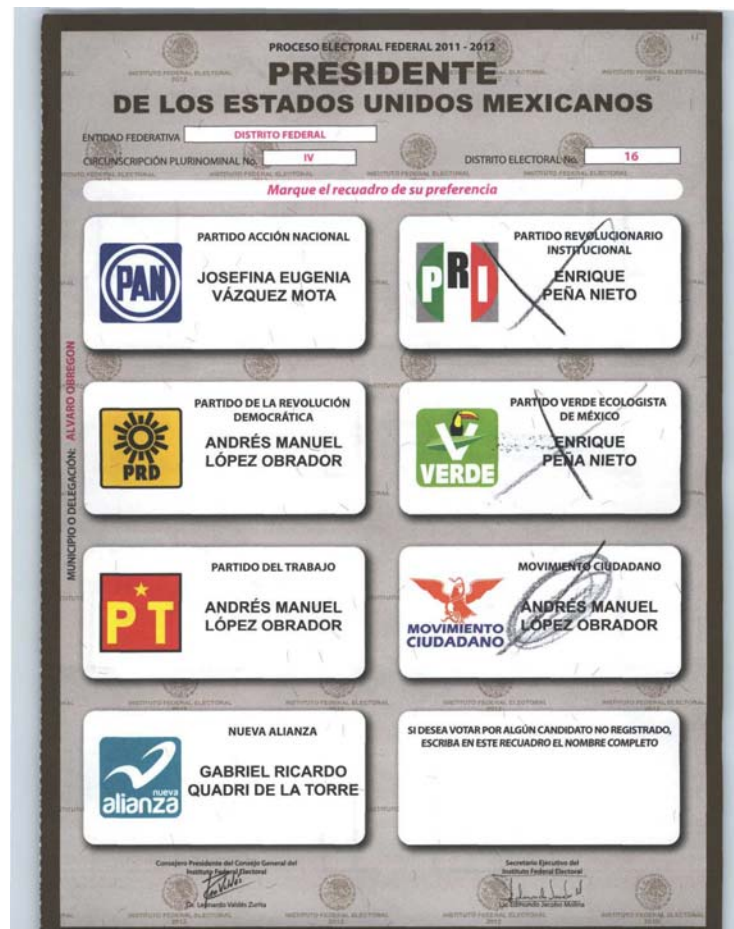 PROCESO ELECTORAL FEDERAL 2011 - 2012
PRESIDENTE
DE LOS ESTADOS UNIDOS MEXICANOS
ENTIDAD FEDERATIVA DISTRITO FEDERAL
CIRCUNSCRIPCIÓN PLURINOMINAL No. IV DISTRITO ELECTORAL No. 16
Marque el recuadro de su preferencia
MUNICIPIO O DELEGACIÓN: ALVARO OBREGON
PARTIDO ACCIÓN NACIONAL
PAN
JOSEFINA EUGENIA
VÁZQUEZ MOTA
PARTIDO REVOLUCIONARIO
INSTITUCIONAL
PRI
ENRIQUE
PEÑA NIETO
PARTIDO DE LA REVOLUCIÓN
DEMOCRÁTICA
PRD
ANDRÉS MANUEL
LÓPEZ OBRADOR
PARTIDO VERDE ECOLOGISTA
DE MÉXICO
VERDE
ENRIQUE
PEÑA NIETO
PARTIDO DEL TRABAJO
PT
ANDRÉS MANUEL
LÓPEZ OBRADOR
MOVIMIENTO CIUDADANO
MOVIMIENTO
CIUDADANO
ANDRÉS MANUEL
LÓPEZ OBRADOR
NUEVA ALIANZA
nueva
alianza
GABRIEL RICARDO
QUADRI DE LA TORRE
SI DESEA VOTAR POR ALGÚN CANDIDATO NO REGISTRADO,
ESCRIBA EN ESTE RECUADRO EL NOMBRE COMPLETO
Consejero Presidente del Consejo General del
Instituto Federal Electoral
Dr. Leonardo Valdés Zurita
Secretario Ejecutivo del
Instituto Federal Electoral
Lic. Edmundo Jacobo Molina